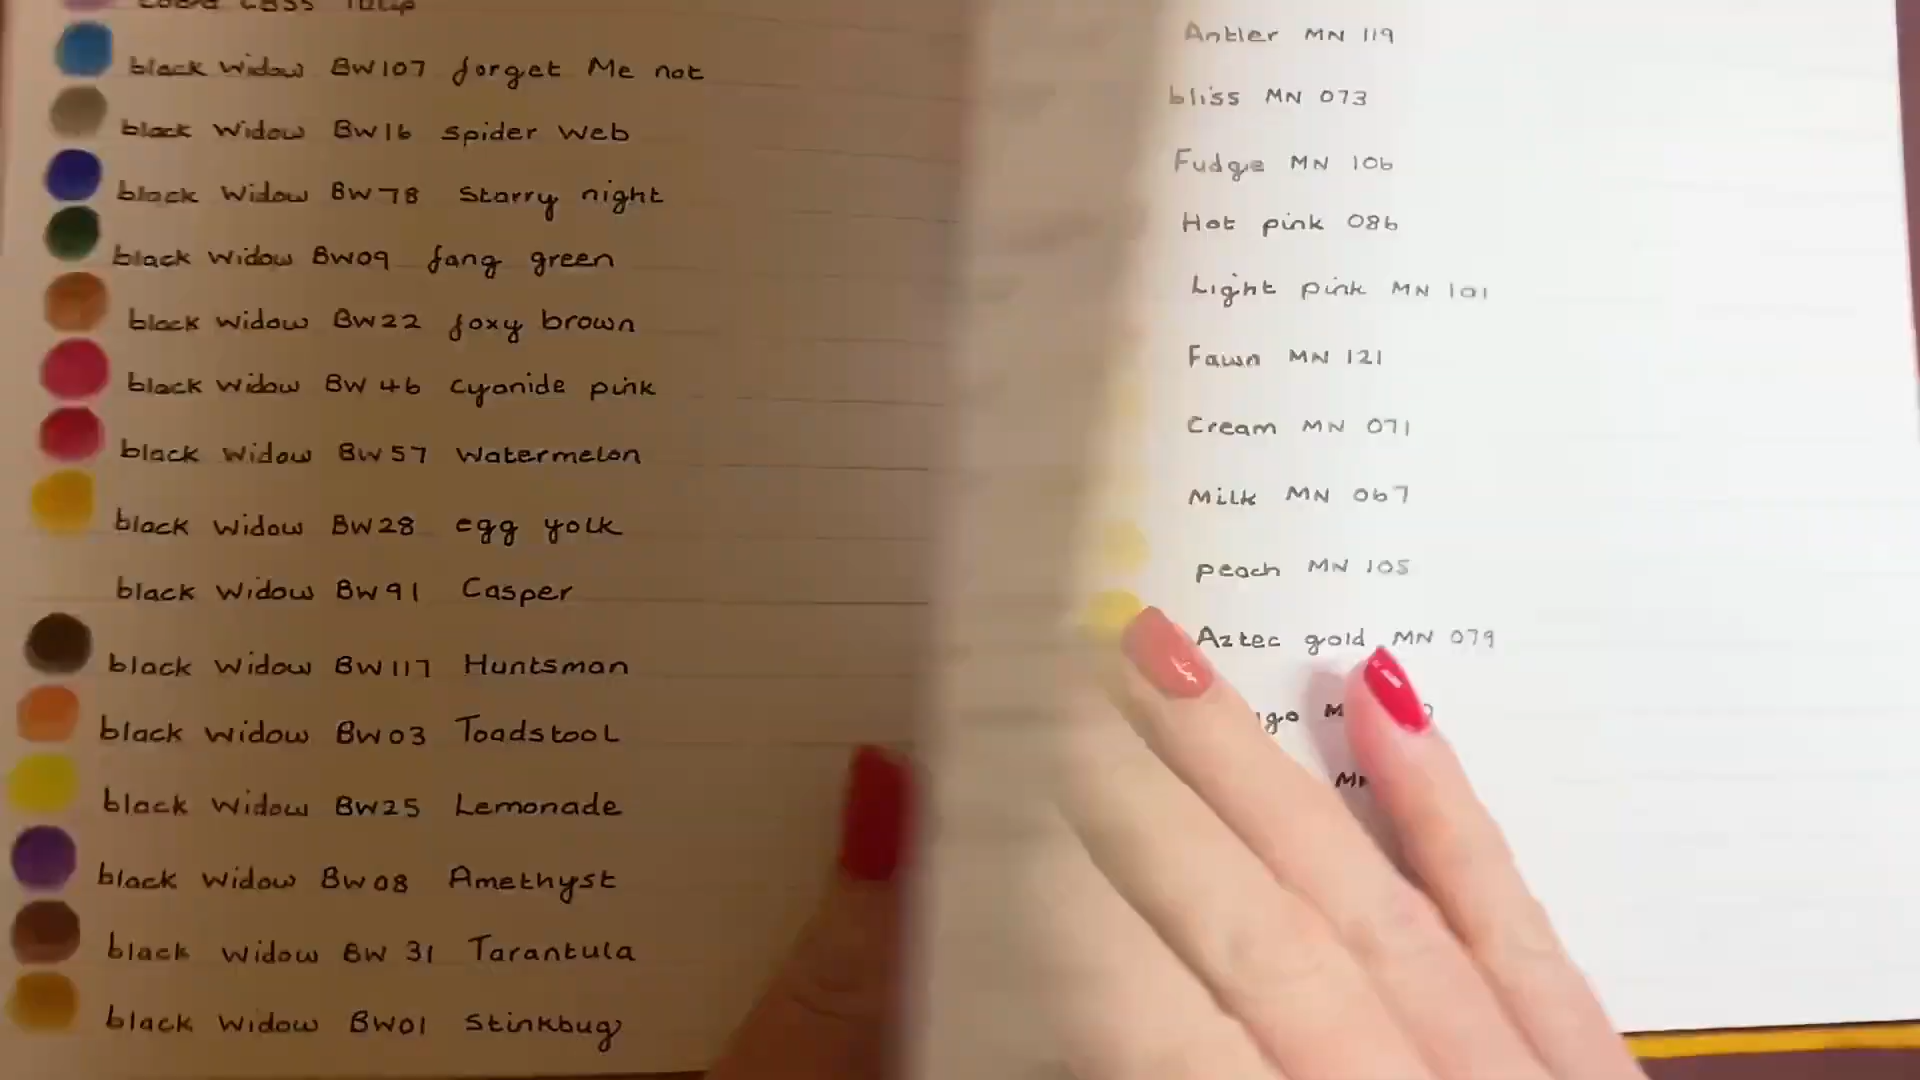 black widow BW107 forget Me not
black widow BW16 spider web
black widow BW78 Starry night
black widow BW09 fang green
black widow BW22 foxy brown
black widow BW46 cyanide pink
black widow BW57 Watermelon
black widow BW28 egg yolk
black widow BW91 Casper
black widow BW117 Huntsman
black widow BW03 Toadstool
black widow BW25 Lemonade
black widow BW08 Amethyst
black widow BW 31 Tarantula
black widow BW01 Stinkbug
Antler MN 119
bliss MN 073
Fudge MN 106
Hot pink 086
Light pink MN 101
Fawn MN 121
Cream MN 071
Milk MN 067
peach MN 105
Aztec gold MN 079